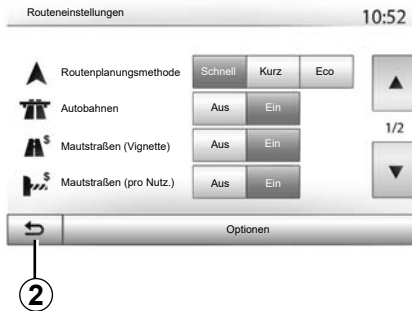 Routeneinstellungen 10:52
Routenplanungsmethode Schnell Kurz Eco
Autobahnen Aus Ein
1/2
$ Mautstraßen (Vignette) Aus Ein
$ Mautstraßen (pro Nutz.) Aus Ein
Optionen
2